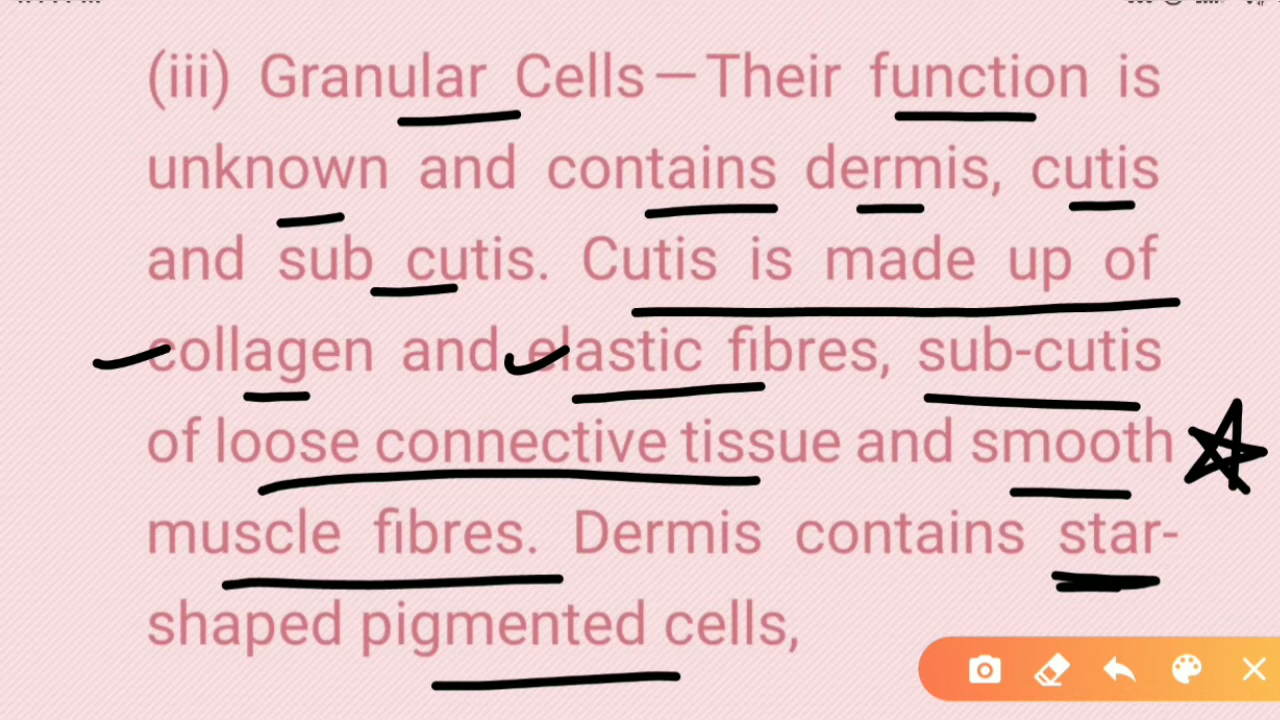 (iii) Granular Cells—Their function is
unknown and contains dermis, cutis
and sub cutis. Cutis is made up of
collagen and elastic fibres, sub-cutis
of loose connective tissue and smooth
muscle fibres. Dermis contains star-
shaped pigmented cells,